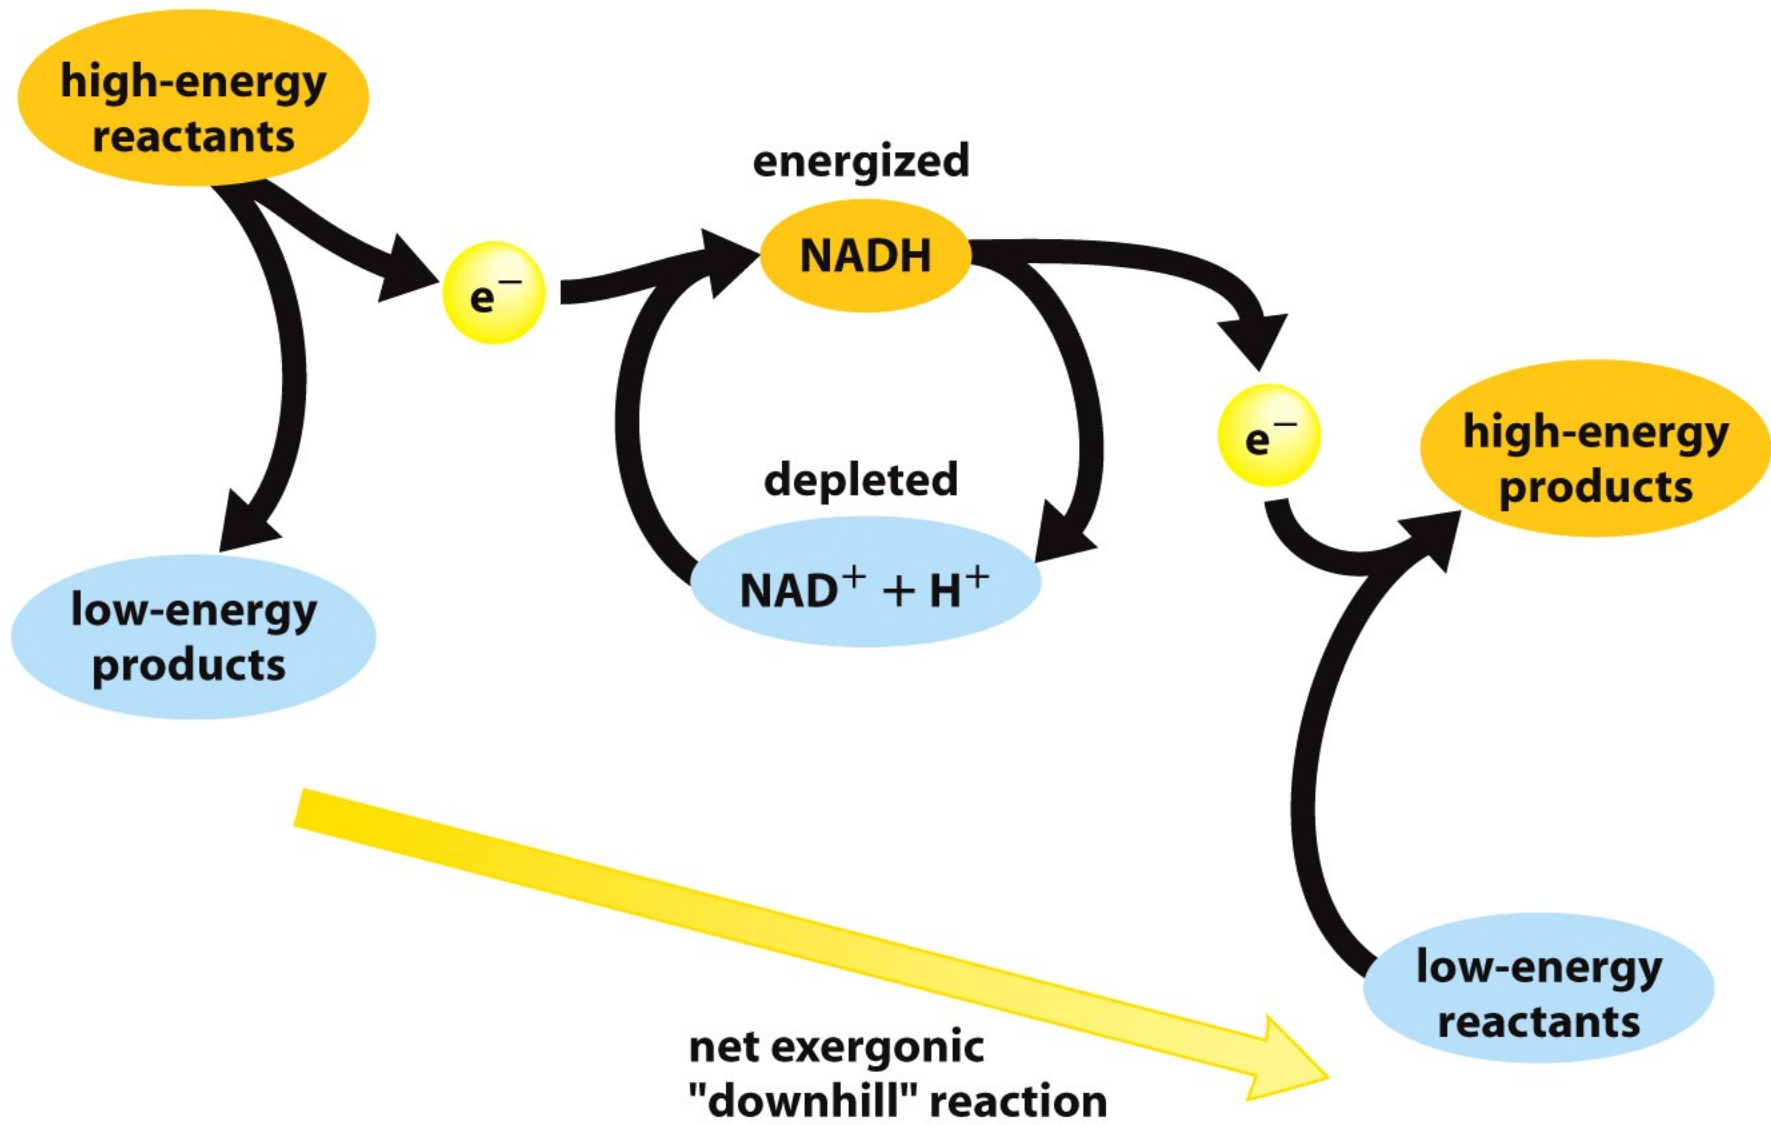 high-energy
reactants
energized
NADH
e⁻
e⁻
high-energy
products
depleted
NAD⁺ + H⁺
low-energy
products
low-energy
reactants
net exergonic
"downhill" reaction